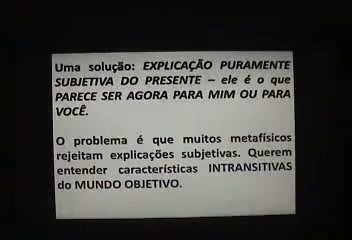 Uma solução: EXPLICAÇÃO PURAMENTE
SUBJETIVA DO PRESENTE – ele é o que
PARECE SER AGORA PARA MIM OU PARA
VOCÊ.
O problema é que muitos metafísicos
rejeitam explicações subjetivas. Querem
entender características INTRANSITIVAS
do MUNDO OBJETIVO.